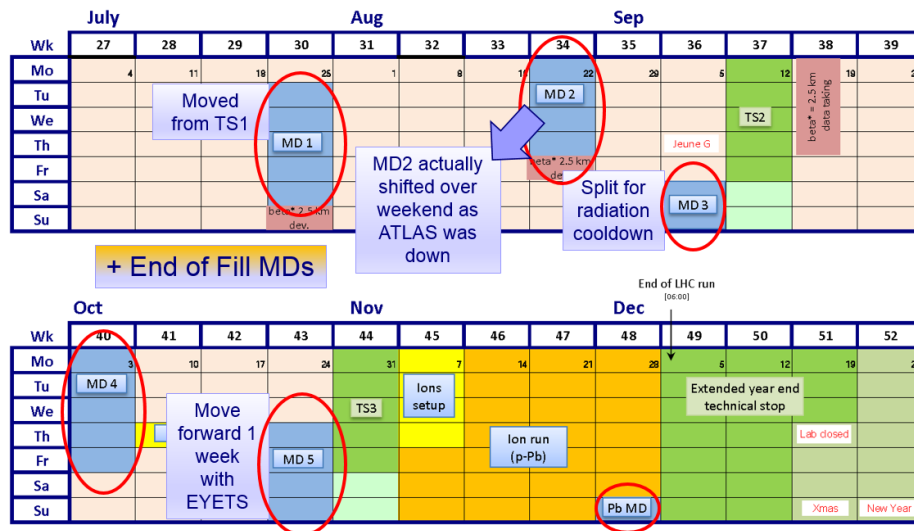 July Aug Sep
Wk 27 28 29 30 31 32 33 34 35 36 37 38 39
Mo 4 11 18 25 1 8 22 29 5 12 19
Tu
We
Th
Fr
Sa
Su
Moved
from TS1
MD 1
beta* 2.5 km
dev.
MD 2
beta* 2.5 km
MD2 actually
shifted over
weekend as
ATLAS was
down
Split for
radiation
cooldown
Jeune G
MD 3
TS2
beta* = 2.5 km
data taking
+ End of Fill MDs
End of LHC run
[06:00]
Oct Nov Dec
Wk 40 41 42 43 44 45 46 47 48 49 50 51 52
Mo 3 10 17 24 31 7 14 21 28 5 12 19
Tu
We
Th
Fr
Sa
Su
MD 4
Move
forward 1
week
with
EYETS
MD 5
TS3
Ions
setup
Ion run
(p-Pb)
Pb MD
Extended year end
technical stop
Lab closed
Xmas
New Year